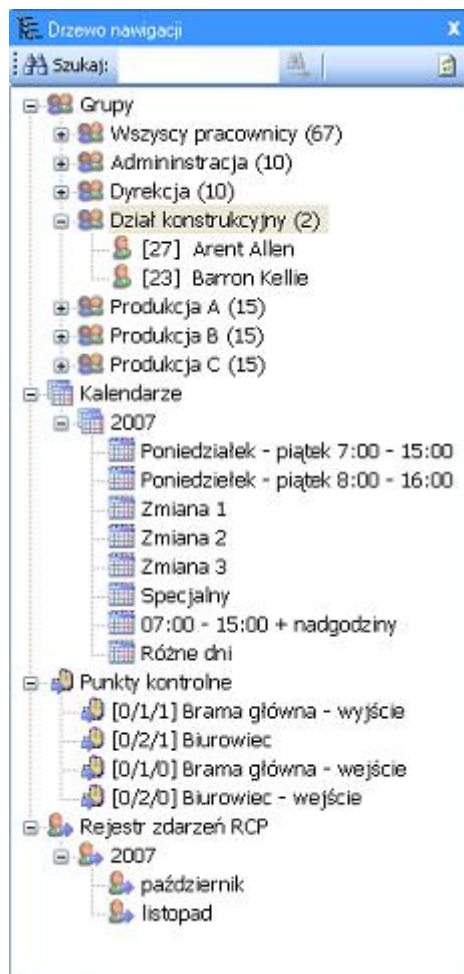 Drzewo nawigacji
x
Szukaj:
Grupy
Wszyscy pracownicy (67)
Admininstracja (10)
Dyrekcja (10)
Dział konstrukcyjny (2)
[27] Arent Allen
[23] Barron Kellie
Produkcja A (15)
Produkcja B (15)
Produkcja C (15)
Kalendarze
2007
Poniedziałek - piątek 7:00 - 15:00
Poniedziełek - piątek 8:00 - 16:00
Zmiana 1
Zmiana 2
Zmiana 3
Specjalny
07:00 - 15:00 + nadgodziny
Różne dni
Punkty kontrolne
[0/1/1] Brama główna - wyjście
[0/2/1] Biurowiec
[0/1/0] Brama główna - wejście
[0/2/0] Biurowiec - wejście
Rejestr zdarzeń RCP
2007
październik
listopad